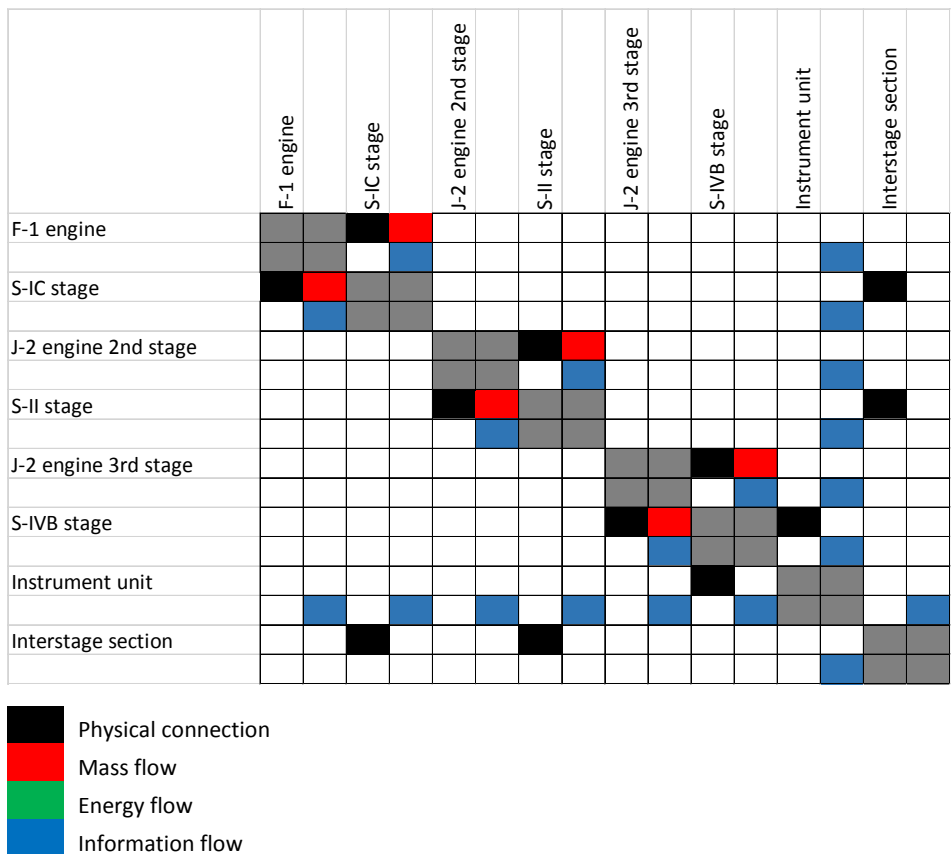 F-1 engine
S-IC stage
J-2 engine 2nd stage
S-II stage
J-2 engine 3rd stage
S-IVB stage
Instrument unit
Interstage section
F-1 engine
S-IC stage
J-2 engine 2nd stage
S-II stage
J-2 engine 3rd stage
S-IVB stage
Instrument unit
Interstage section
Physical connection
Mass flow
Energy flow
Information flow